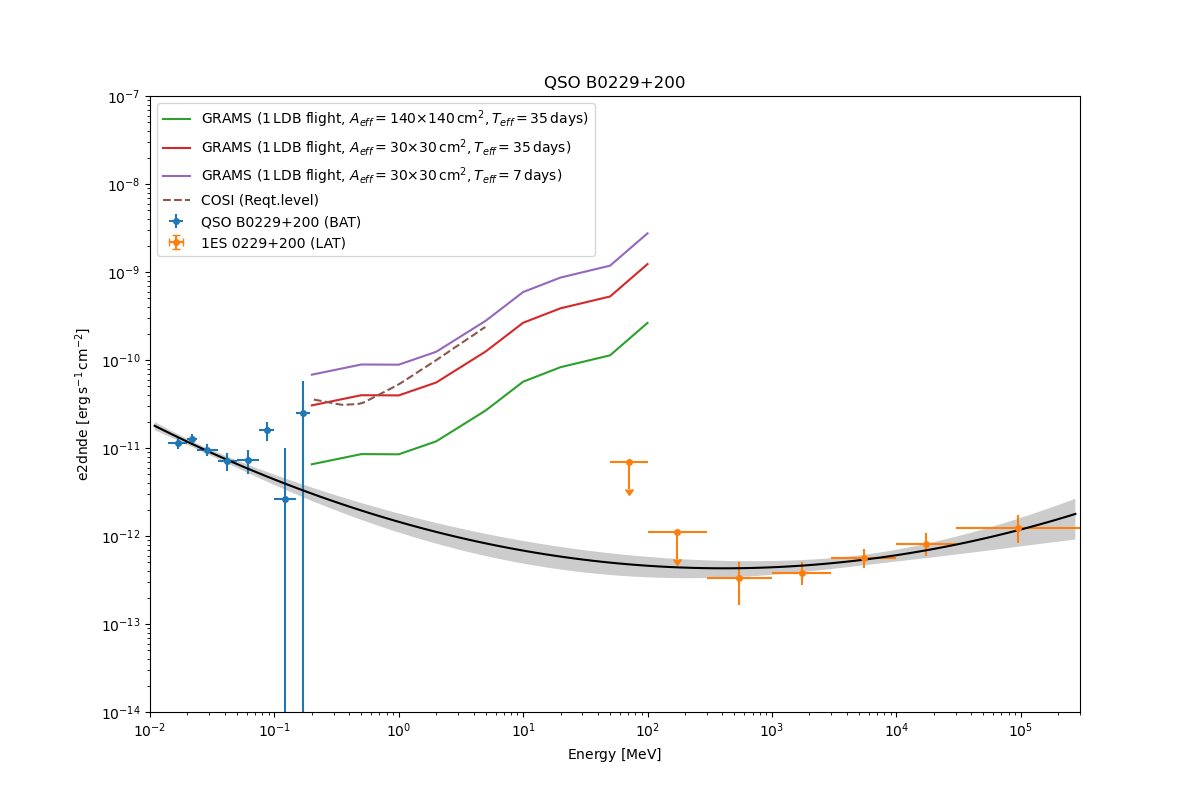 QSO B0229+200
10⁻⁷
10⁻⁸
10⁻⁹
10⁻¹⁰
10⁻¹¹
10⁻¹²
10⁻¹³
10⁻¹⁴
e2dnde [erg s⁻¹ cm⁻²]
GRAMS (1 LDB flight, A_eff = 140×140 cm², T_eff = 35 days)
GRAMS (1 LDB flight, A_eff = 30×30 cm², T_eff = 35 days)
GRAMS (1 LDB flight, A_eff = 30×30 cm², T_eff = 7 days)
COSI (Reqt.level)
QSO B0229+200 (BAT)
1ES 0229+200 (LAT)
10⁻² 10⁻¹ 10⁰ 10¹ 10² 10³ 10⁴ 10⁵
Energy [MeV]